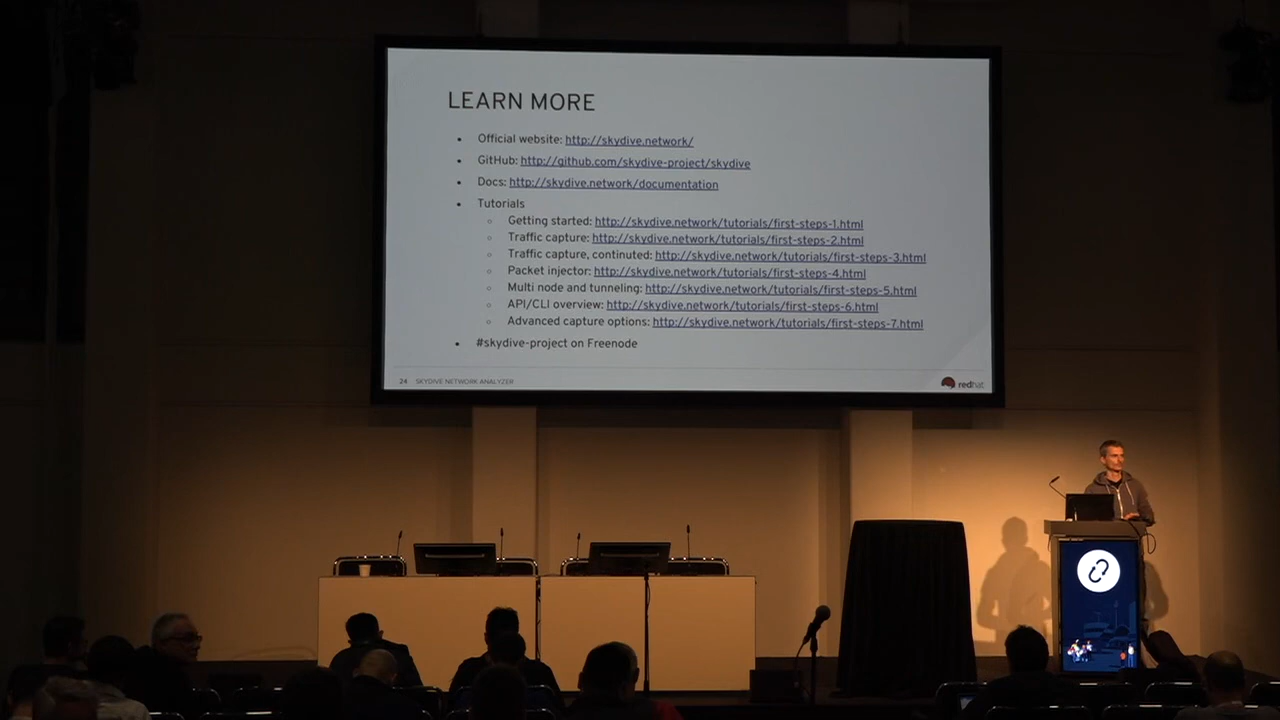 LEARN MORE
• Official website: http://skydive.network/
• GitHub: http://github.com/skydive-project/skydive
• Docs: http://skydive.network/documentation
• Tutorials
○ Getting started: http://skydive.network/tutorials/first-steps-1.html
○ Traffic capture: http://skydive.network/tutorials/first-steps-2.html
○ Traffic capture, continuted: http://skydive.network/tutorials/first-steps-3.html
○ Packet injector: http://skydive.network/tutorials/first-steps-4.html
○ Multi node and tunneling: http://skydive.network/tutorials/first-steps-5.html
○ API/CLI overview: http://skydive.network/tutorials/first-steps-6.html
○ Advanced capture options: http://skydive.network/tutorials/first-steps-7.html
• #skydive-project on Freenode
24 SKYDIVE NETWORK ANALYZER
redhat